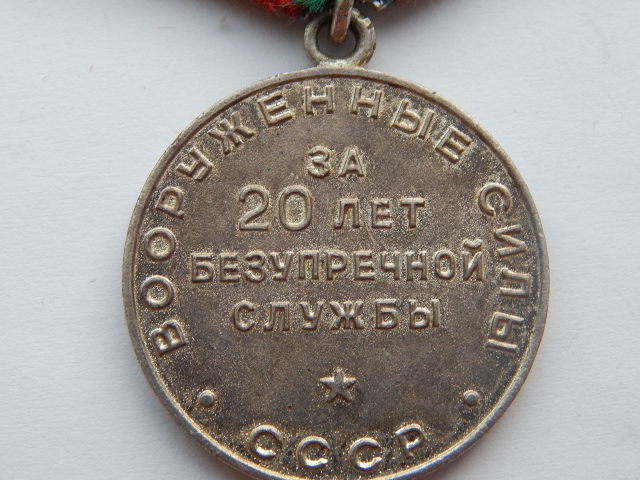 ВООРУЖЕННЫЕ СИЛЫ
ЗА
20 ЛЕТ
БЕЗУПРЕЧНОЙ
СЛУЖБЫ
СССР